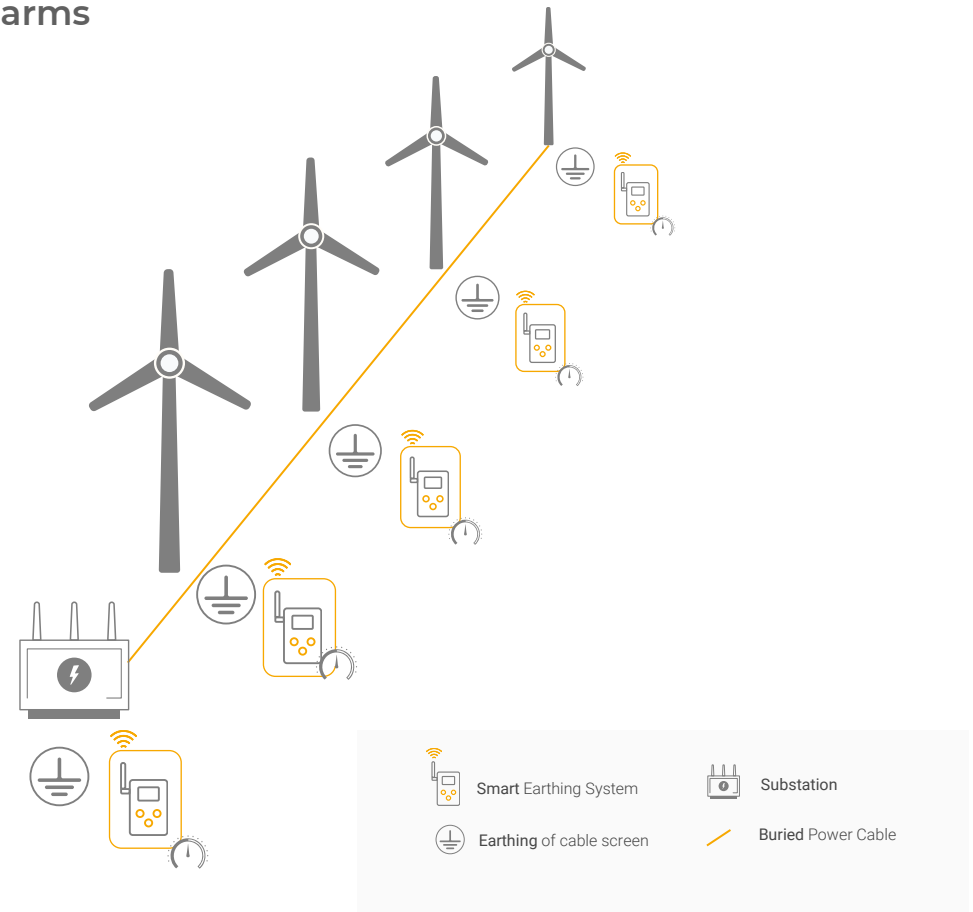 arms
Smart Earthing System
Substation
Earthing of cable screen
Buried Power Cable